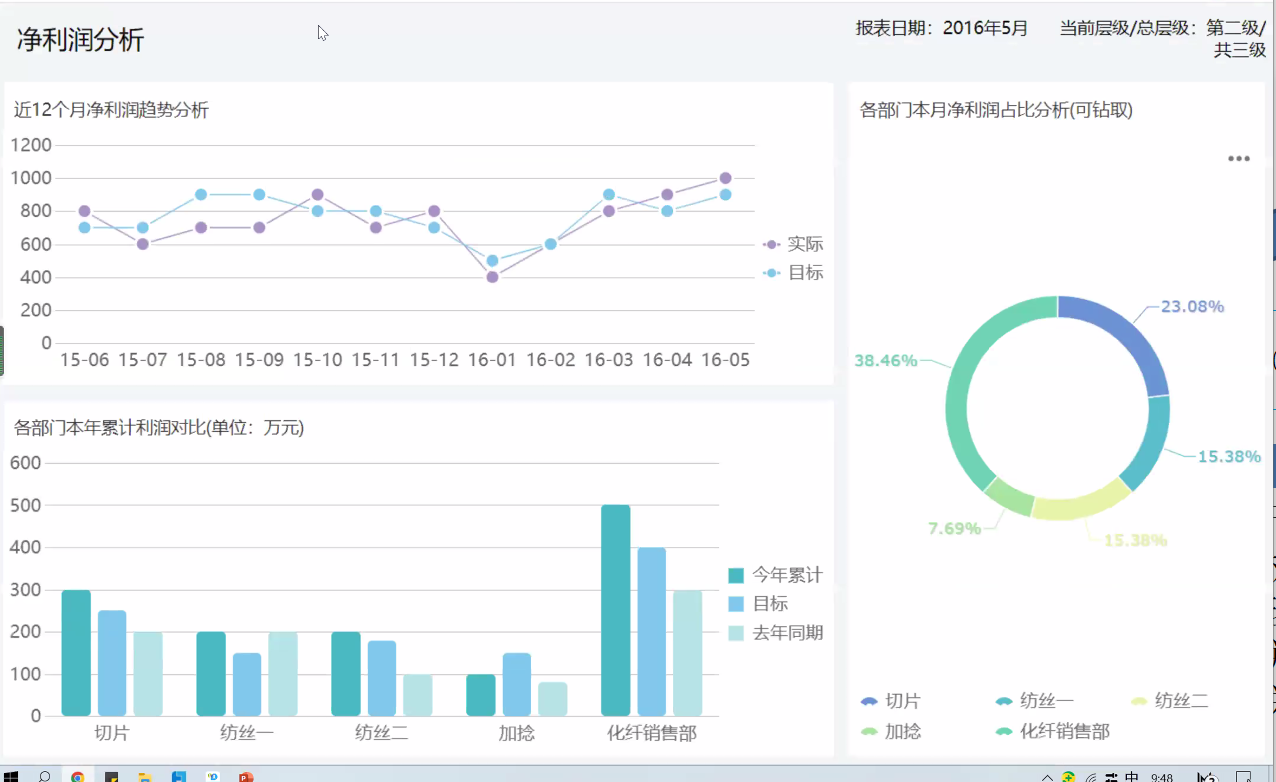 净利润分析
报表日期：2016年5月
当前层级/总层级：第二级/
共三级
近12个月净利润趋势分析
1200
1000
800
600
400
200
0
15-06 15-07 15-08 15-09 15-10 15-11 15-12 16-01 16-02 16-03 16-04 16-05
实际
目标
各部门本年累计利润对比(单位：万元)
600
500
400
300
200
100
0
切片 纺丝一 纺丝二 加捻 化纤销售部
今年累计
目标
去年同期
各部门本月净利润占比分析(可钻取)
23.08%
38.46%
15.38%
7.69%
15.38%
切片 纺丝一 纺丝二
加捻 化纤销售部
中 9:48